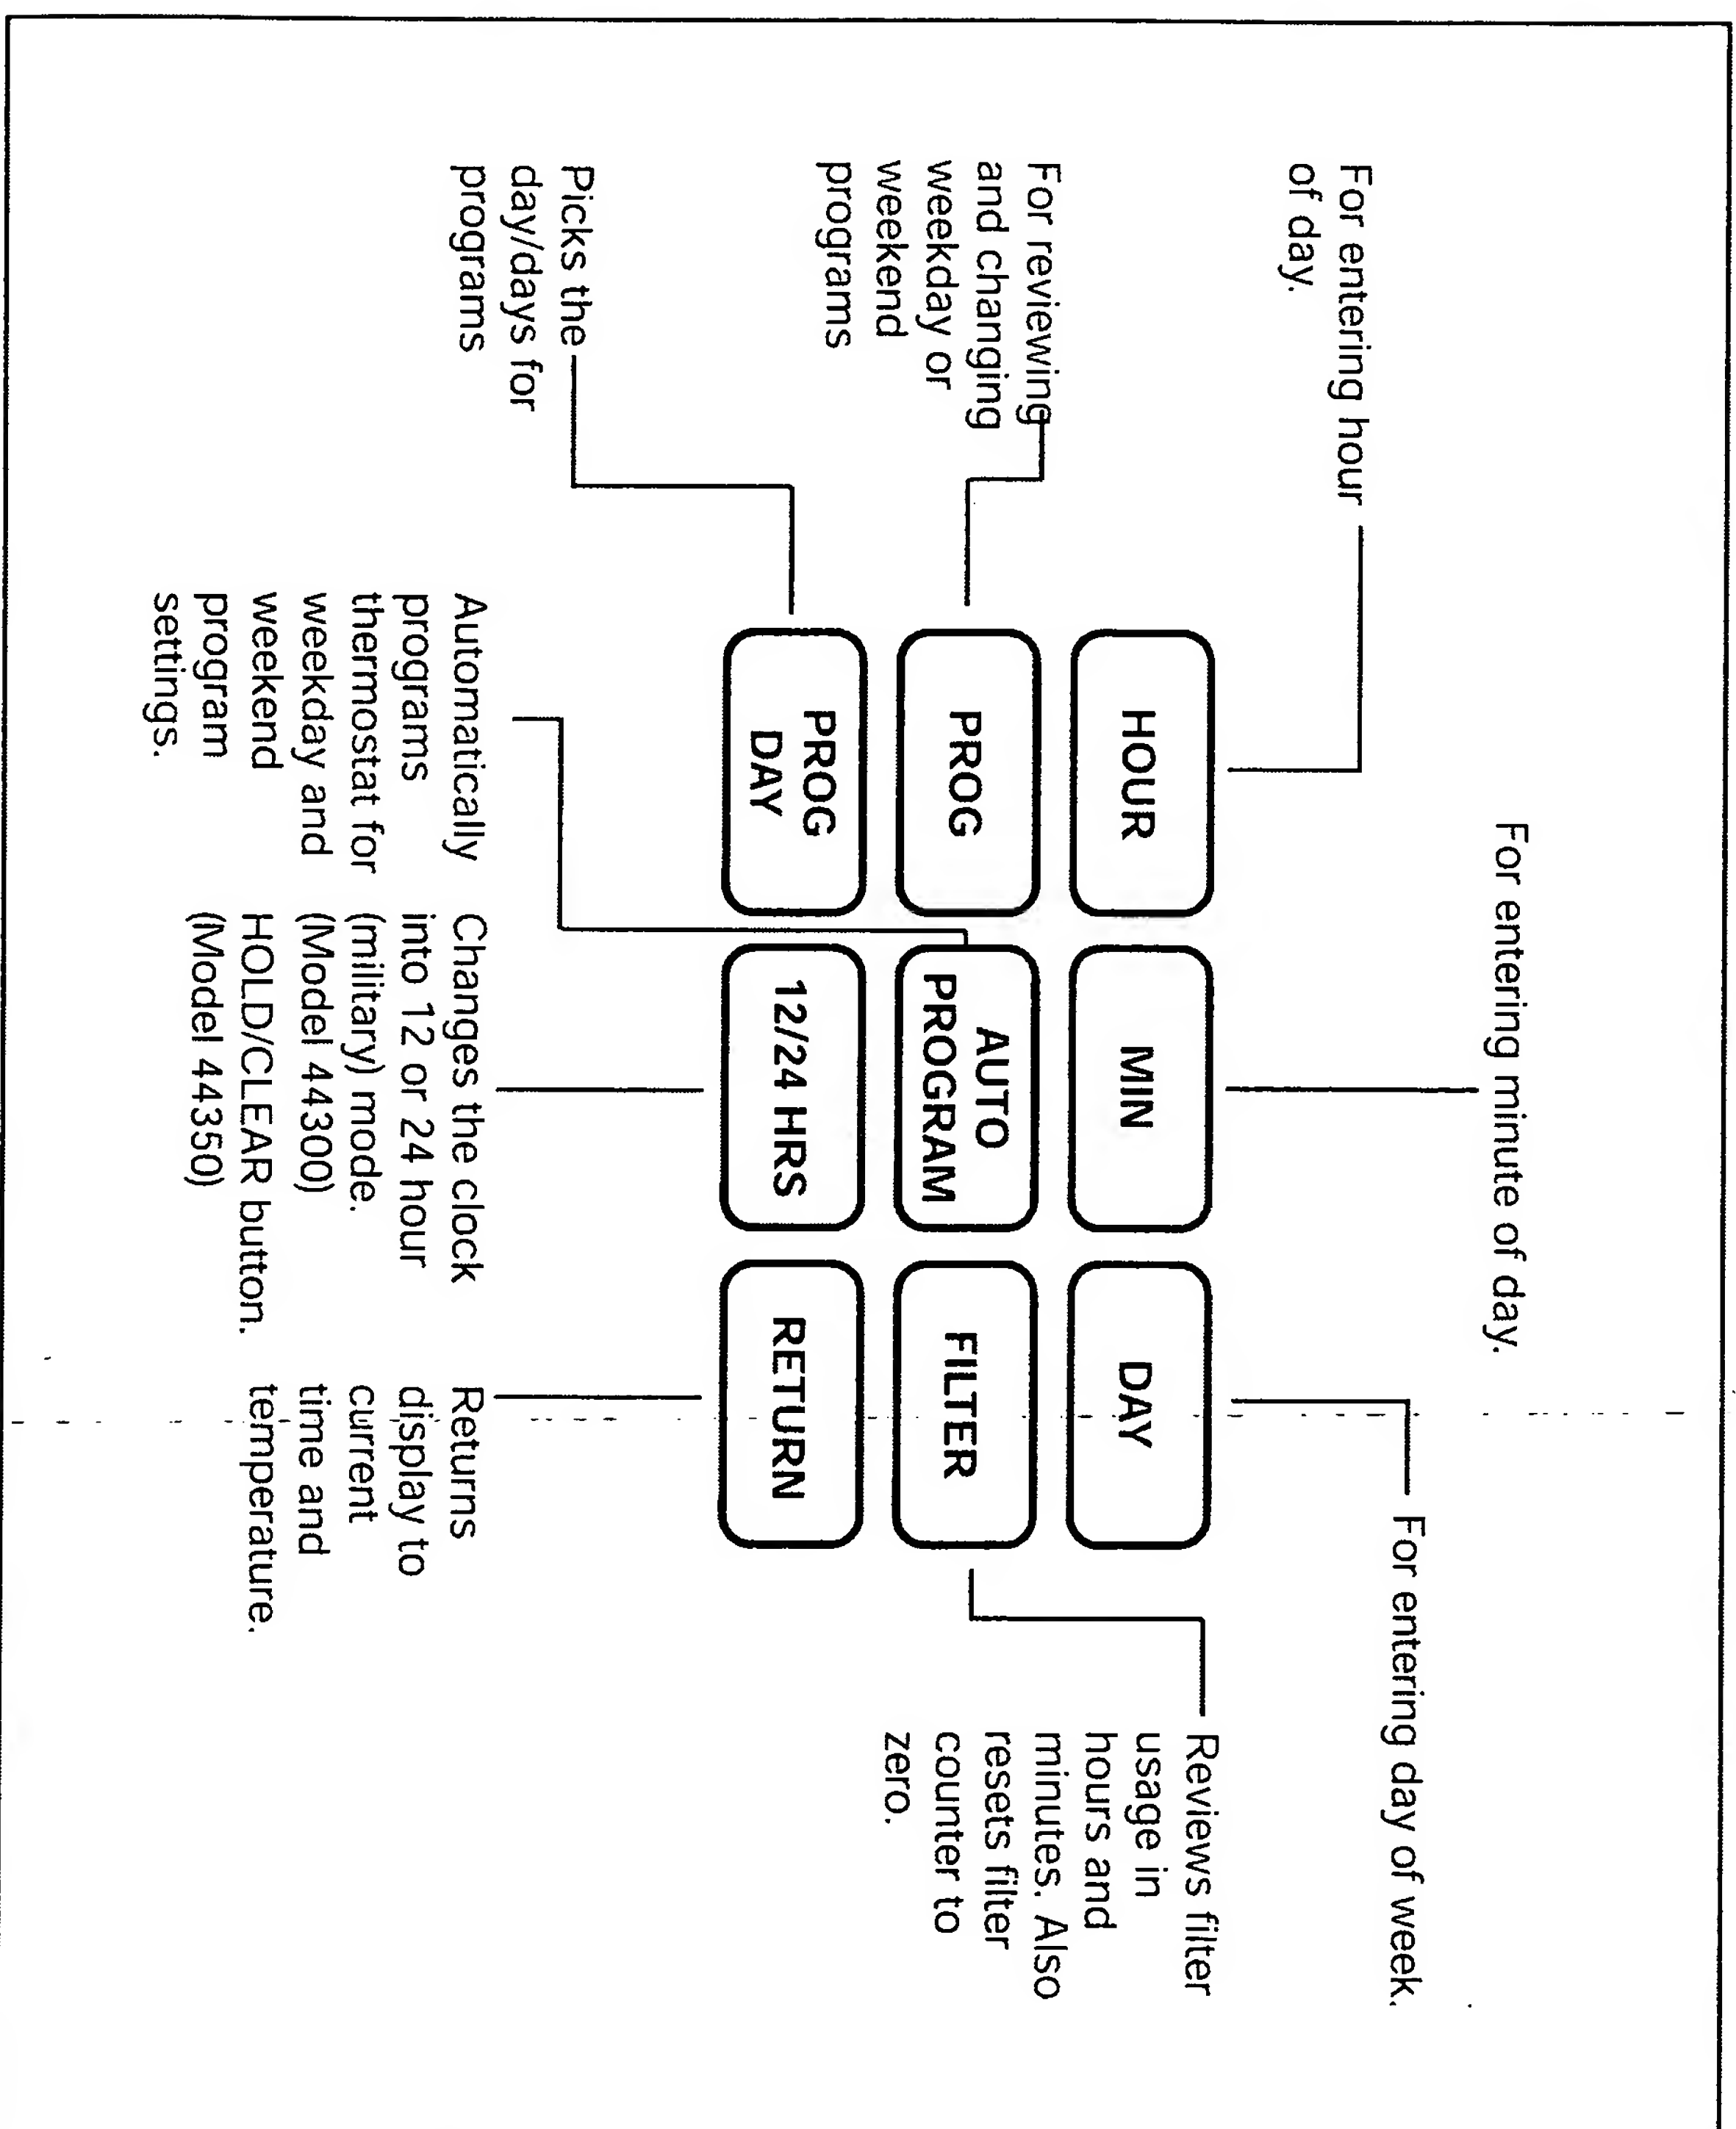 For entering minute of day.
For entering hour
of day.
For entering day of week.
HOUR
MIN
DAY
For reviewing
and changing
weekday or
weekend
programs
PROG
AUTO
PROGRAM
FILTER
Reviews filter
usage in
hours and
minutes. Also
resets filter
counter to
zero.
Picks the
day/days for
programs
PROG
DAY
12/24 HRS
RETURN
Automatically
programs
thermostat for
weekday and
weekend
program
settings.
Changes the clock
into 12 or 24 hour
(military) mode.
(Model 44300)
HOLD/CLEAR button.
(Model 44350)
Returns
display to
current
time and
temperature.